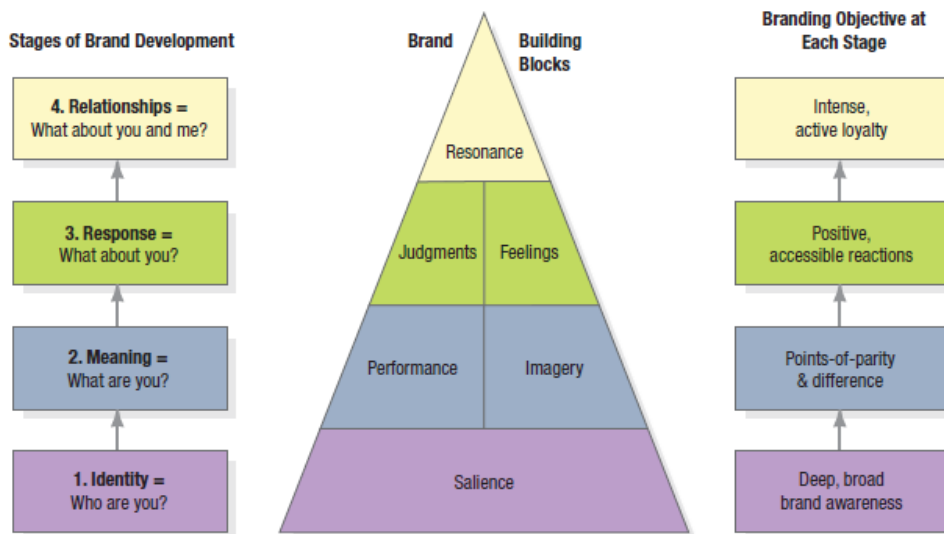 Stages of Brand Development
4. Relationships =
What about you and me?
3. Response =
What about you?
2. Meaning =
What are you?
1. Identity =
Who are you?
Brand
Building
Blocks
Resonance
Judgments
Feelings
Performance
Imagery
Salience
Branding Objective at
Each Stage
Intense,
active loyalty
Positive,
accessible reactions
Points-of-parity
& difference
Deep, broad
brand awareness